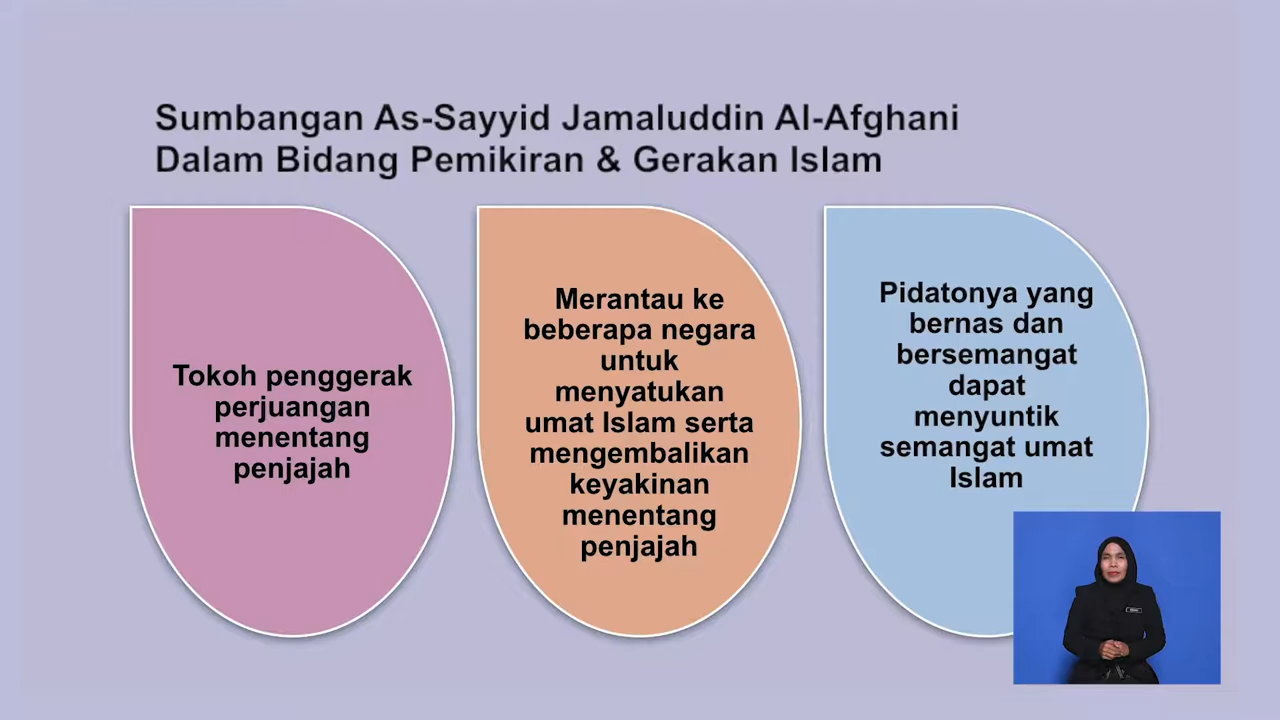 Sumbangan As-Sayyid Jamaluddin Al-Afghani
Dalam Bidang Pemikiran & Gerakan Islam
Tokoh penggerak
perjuangan
menentang
penjajah
Merantau ke
beberapa negara
untuk
menyatukan
umat Islam serta
mengembalikan
keyakinan
menentang
penjajah
Pidatonya yang
bernas dan
bersemangat
dapat
menyuntik
semangat umat
Islam